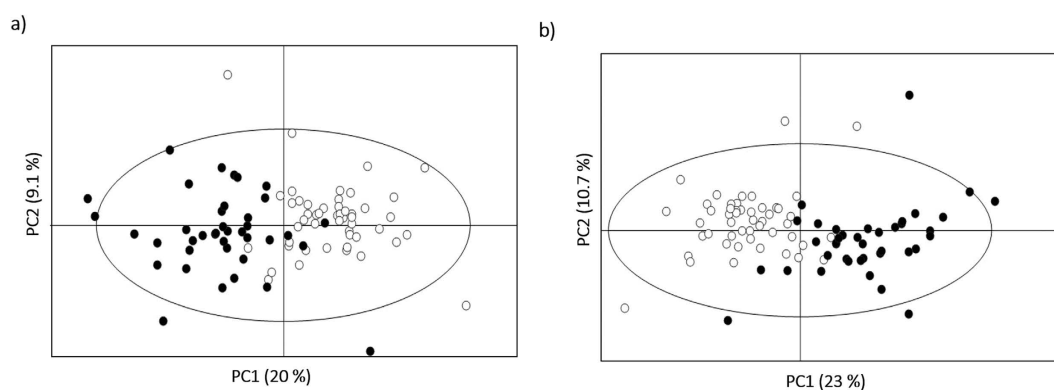 a)
PC2 (9.1 %)
PC1 (20 %)
b)
PC2 (10.7 %)
PC1 (23 %)